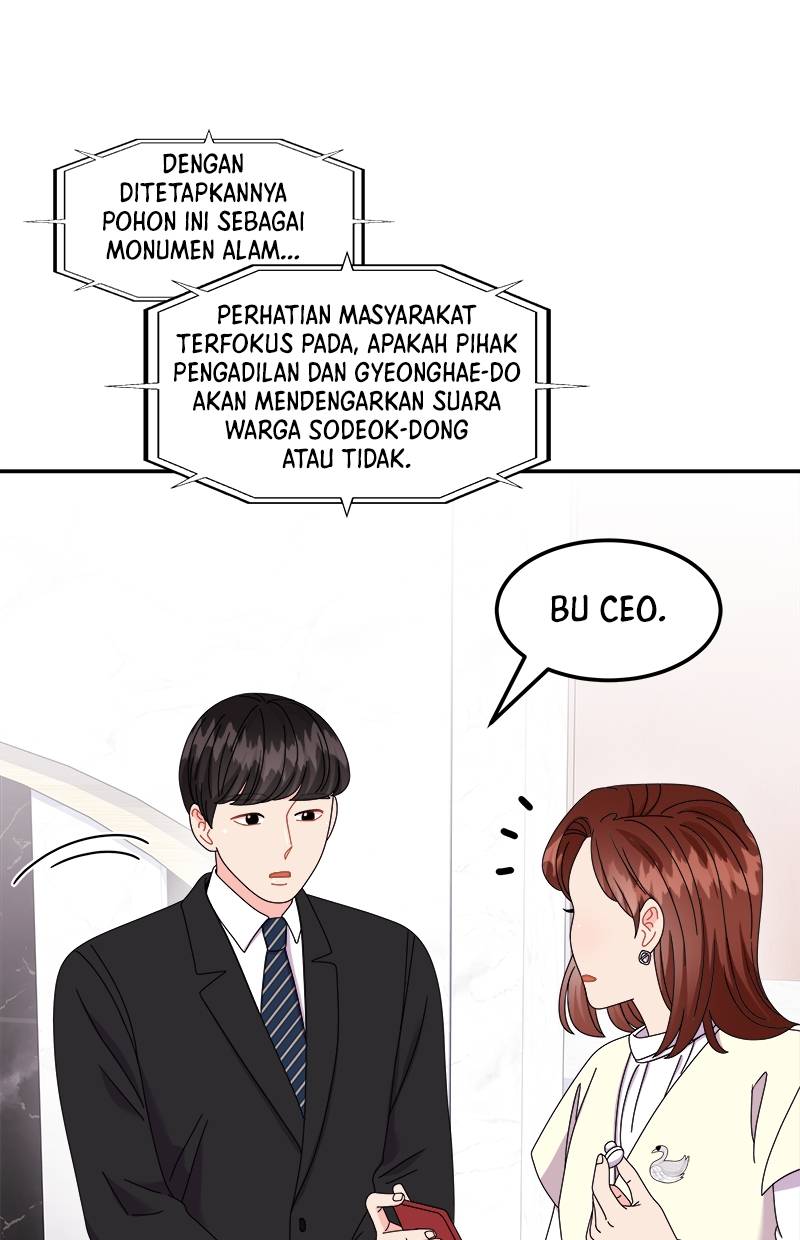 DENGAN
DITETAPKANNYA
POHON INI SEBAGAI
MONUMEN ALAM...
PERHATIAN MASYARAKAT
TERFOKUS PADA, APAKAH PIHAK
PENGADILAN DAN GYEONGHAE-DO
AKAN MENDENGARKAN SUARA
WARGA SODEOK-DONG
ATAU TIDAK.
BU CEO.